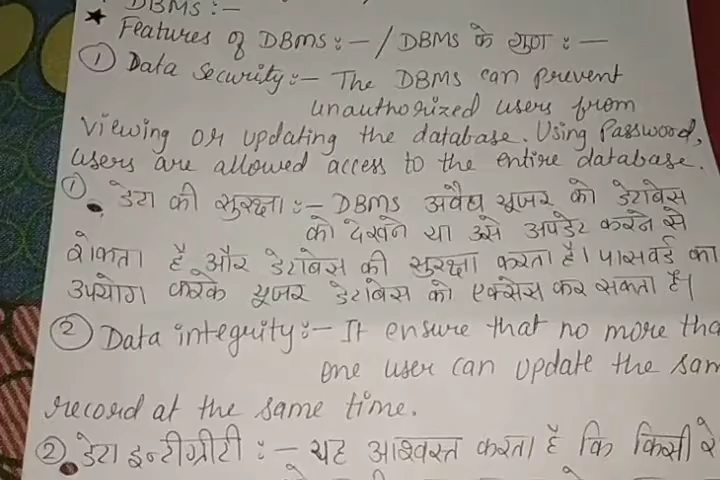 DBMS :—
★ Features of DBMS :— / DBMS के गुण : —
① Data Security :— The DBMS can prevent
unauthorized users from
viewing or updating the database. Using Password,
users are allowed access to the entire database.
① डेटा की सुरक्षा :— DBMS अवैध यूजर को डेटाबेस
को देखने या उसे अपडेट करने से
रोकता है और डेटाबेस की सुरक्षा करता है। पासवर्ड का
उपयोग करके यूजर डेटाबेस को एक्सेस कर सकता है।
② Data integrity :— It ensure that no more tha
one user can update the sam
record at the same time.
② डेटा इन्टीग्रीटी : — यह आश्वस्त करता है कि किसी रे